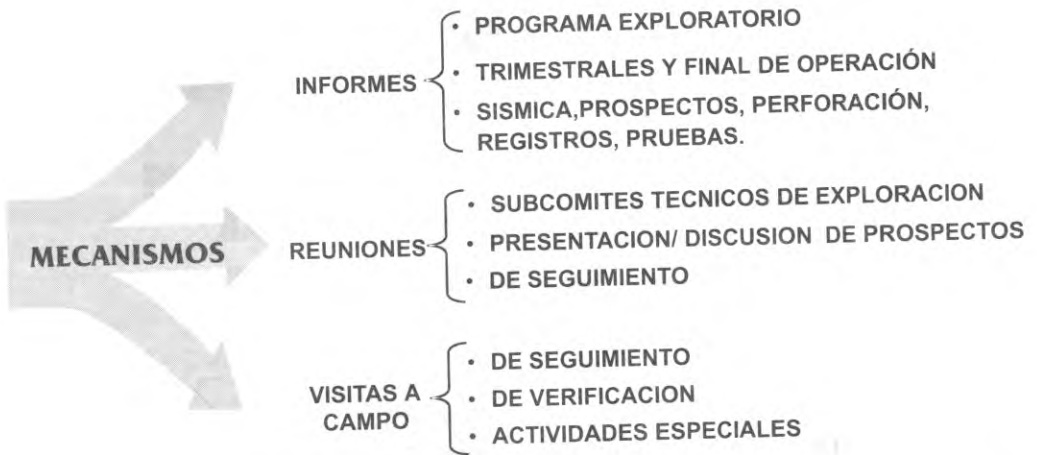 MECANISMOS
INFORMES
• PROGRAMA EXPLORATORIO
• TRIMESTRALES Y FINAL DE OPERACIÓN
• SISMICA,PROSPECTOS, PERFORACIÓN,
REGISTROS, PRUEBAS.
REUNIONES
• SUBCOMITES TECNICOS DE EXPLORACION
• PRESENTACION/ DISCUSION DE PROSPECTOS
• DE SEGUIMIENTO
VISITAS A
CAMPO
• DE SEGUIMIENTO
• DE VERIFICACION
• ACTIVIDADES ESPECIALES